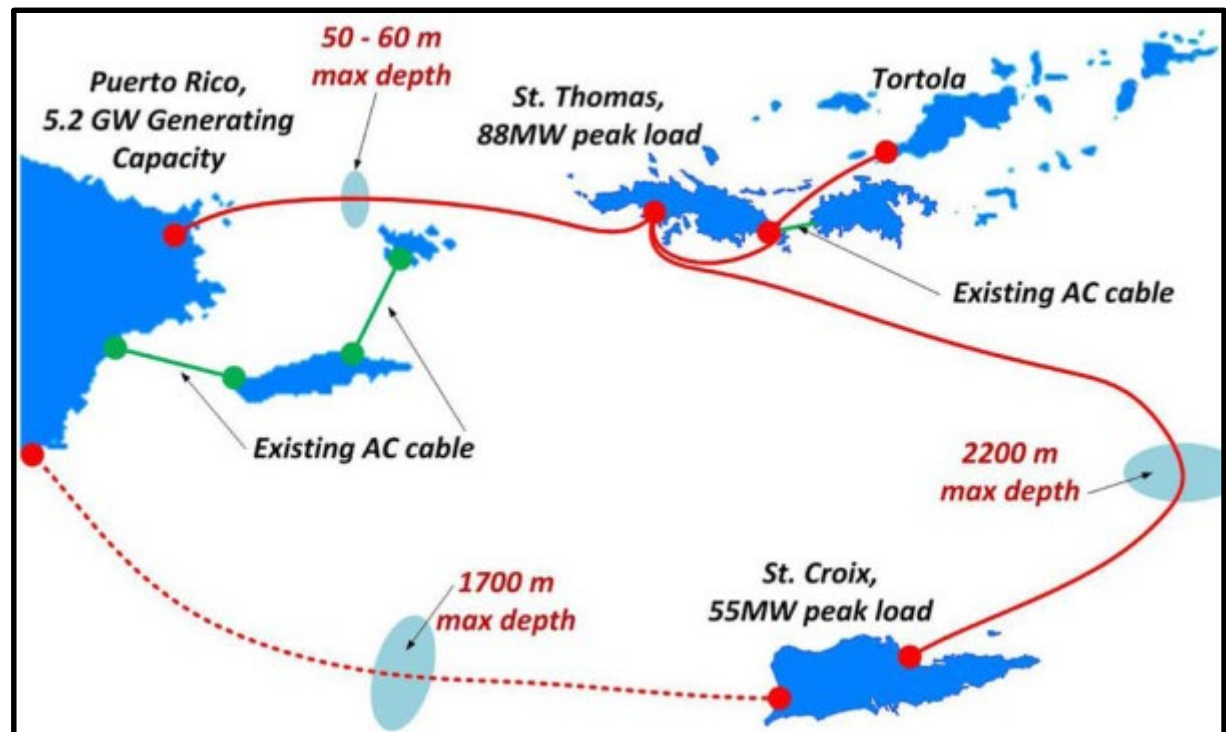 50 - 60 m
max depth
Puerto Rico,
5.2 GW Generating
Capacity
St. Thomas,
88MW peak load
Tortola
Existing AC cable
Existing AC cable
2200 m
max depth
1700 m
max depth
St. Croix,
55MW peak load